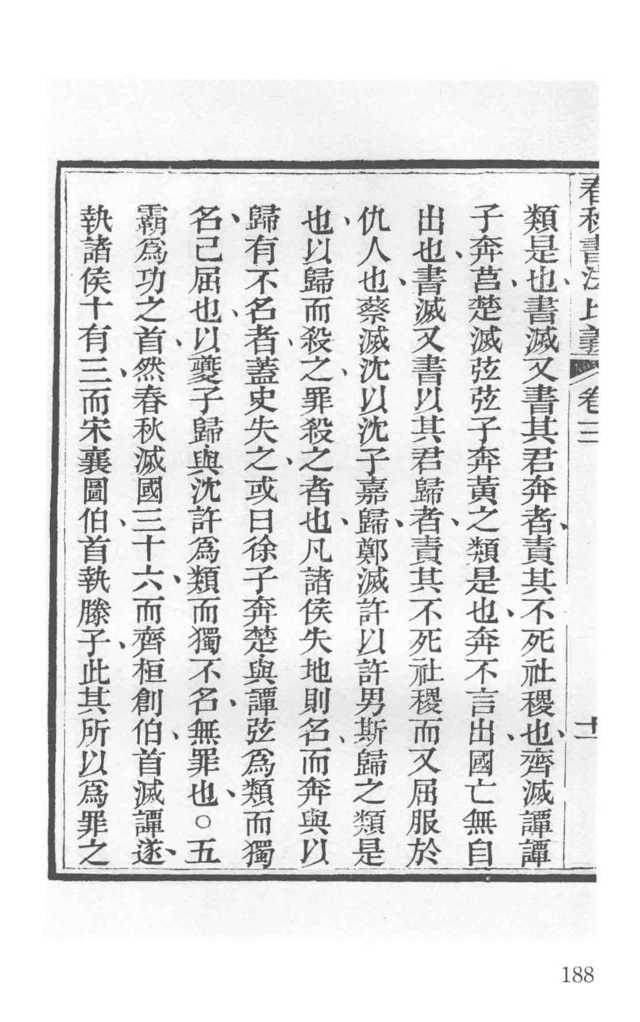 春秋書法比義 卷三 十
類是也、書滅又書其君奔者、責其不死社稷也、齊滅譚譚
子奔莒、楚滅弦弦子奔黃之類是也、奔不言出、國亡無自
出也、書滅又書以其君歸者、責其不死社稷而又屈服於
仇人也、蔡滅沈以沈子嘉歸、鄭滅許以許男斯歸之類是
也、以歸而殺之、罪殺之者也、凡諸侯失地則名、而奔與以
歸有不名者、蓋史失之、或曰徐子奔楚與譚弦爲類而獨
名、己屈也、以夔子歸與沈許爲類而獨不名、無罪也、○五
霸爲功之首、然春秋滅國三十六、而齊桓創伯、首滅譚遂、
執諸侯十有三、而宋襄圖伯、首執滕子、此其所以爲罪之
188